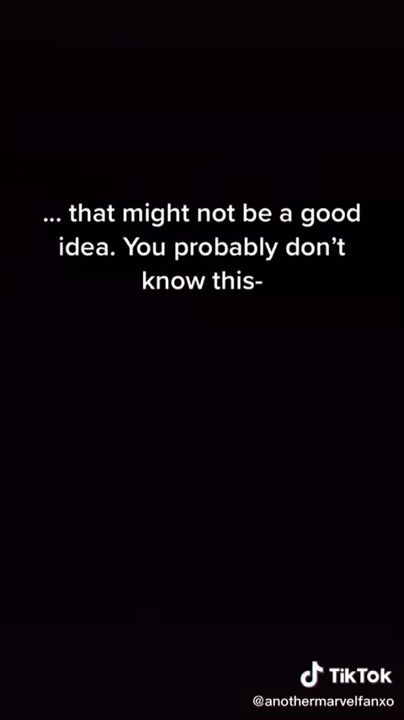 ... that might not be a good
idea. You probably don't
know this-
TikTok
@anothermarvelfanxo